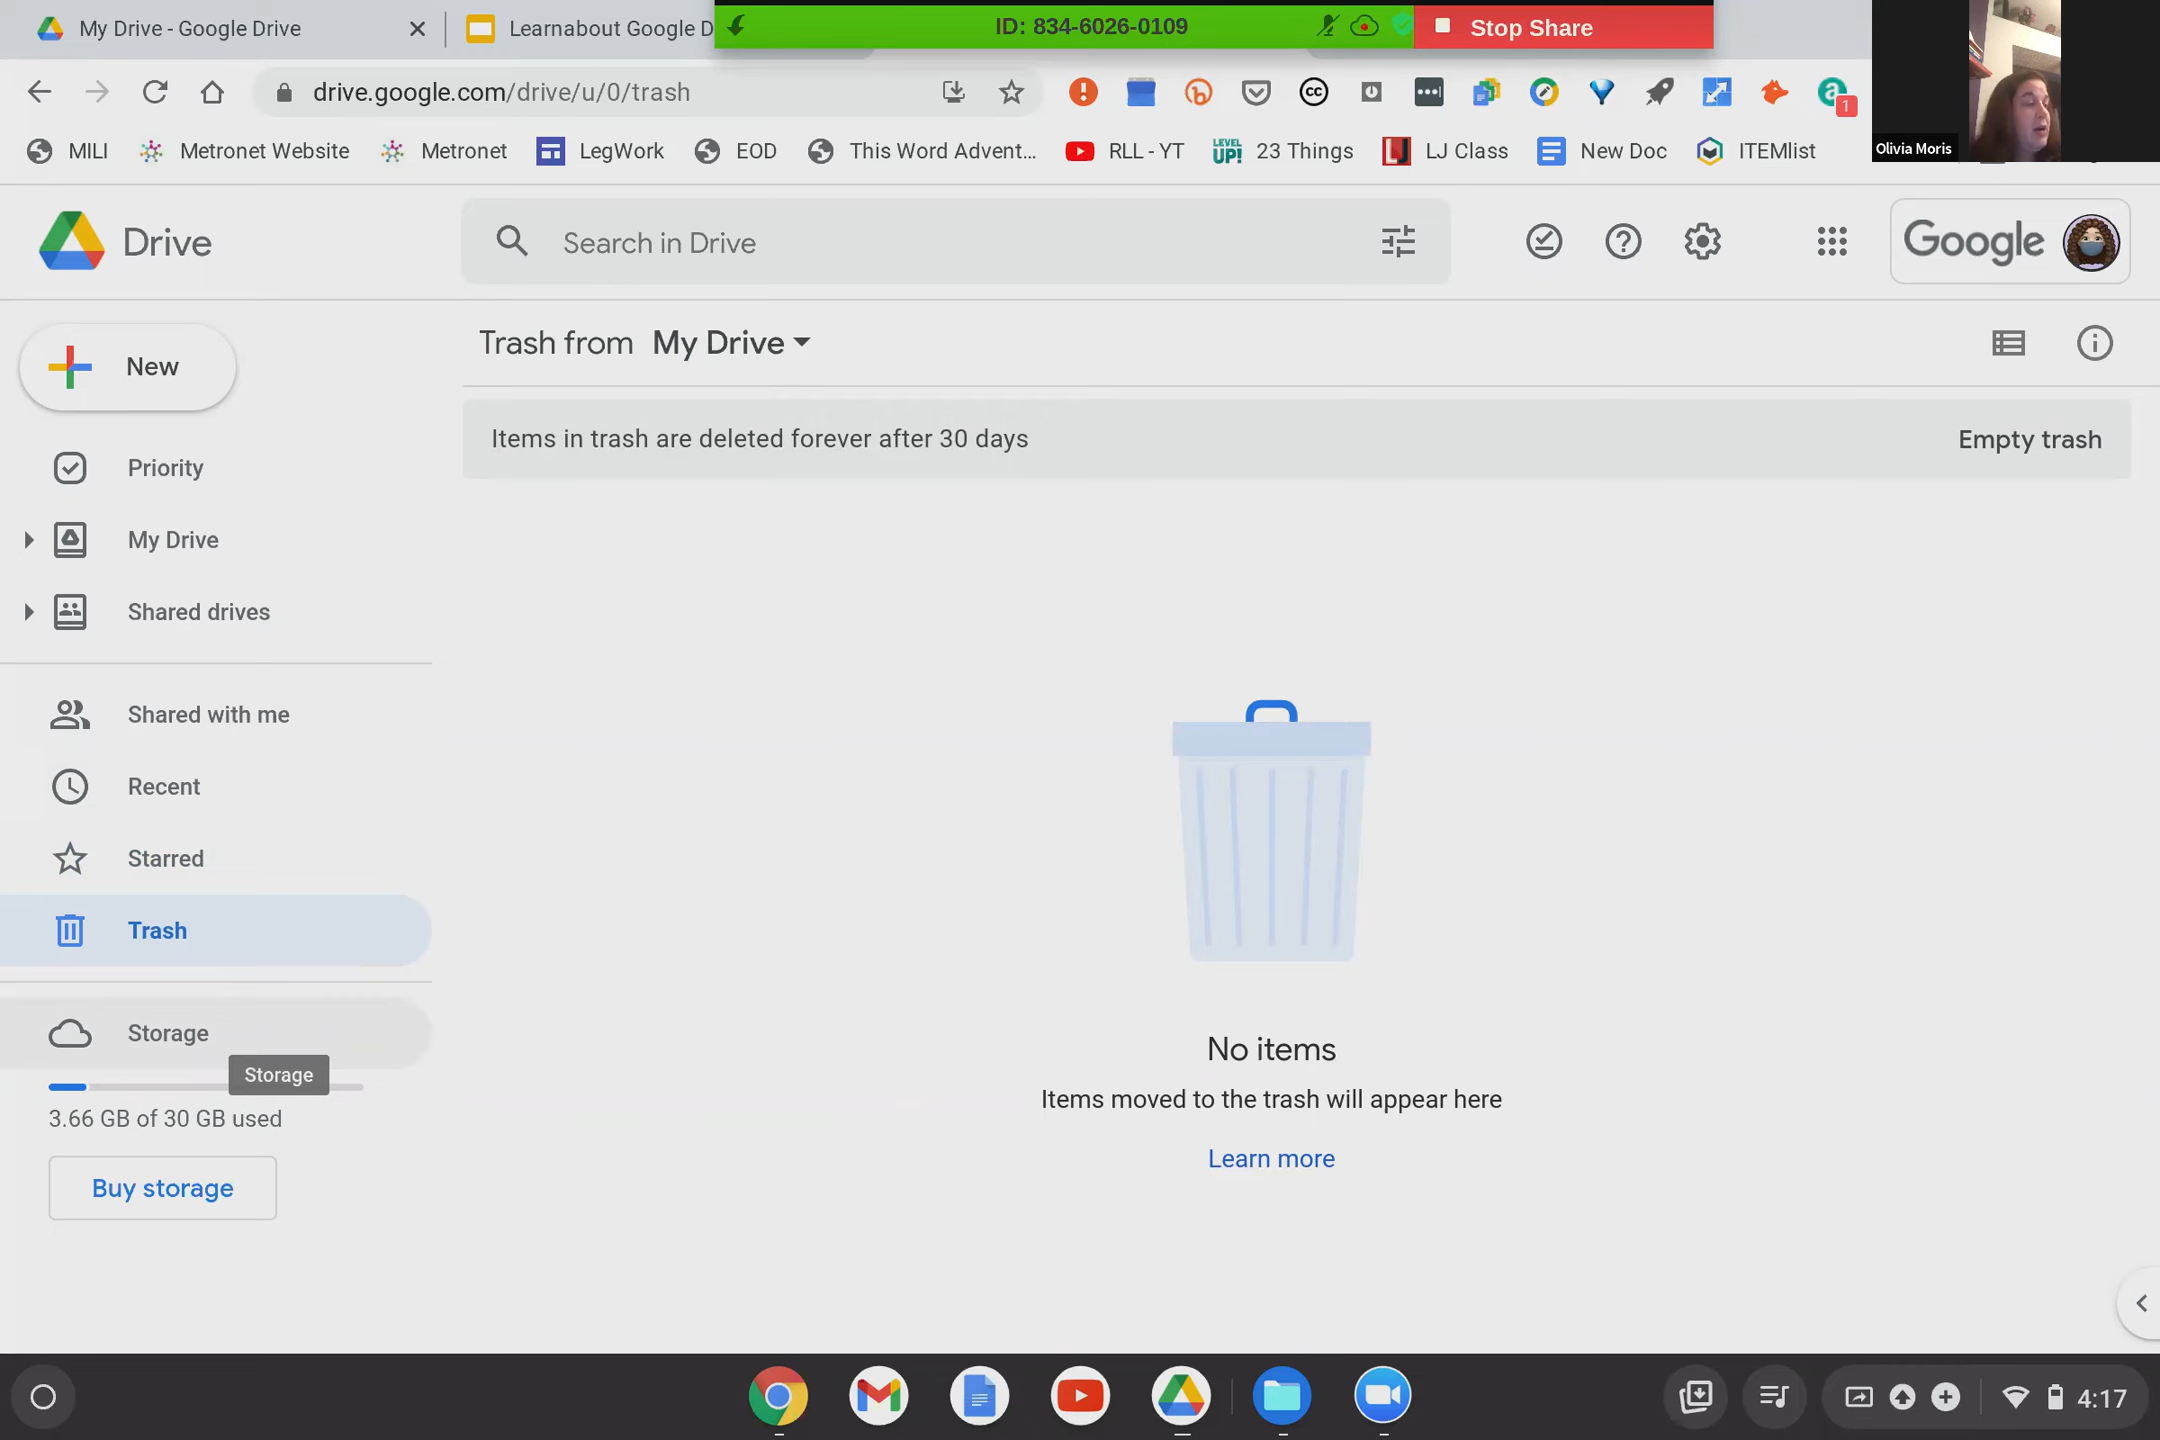 My Drive - Google Drive
Learnabout Google D
ID: 834-6026-0109
Stop Share
drive.google.com/drive/u/0/trash
1
MILI
Metronet Website
Metronet
LegWork
EOD
This Word Advent...
RLL - YT
LEVEL UP!
23 Things
LJ Class
New Doc
ITEMlist
Olivia Moris
Drive
Search in Drive
Google
New
Trash from My Drive
Items in trash are deleted forever after 30 days
Empty trash
Priority
My Drive
Shared drives
Shared with me
Recent
Starred
Trash
Storage
Storage
3.66 GB of 30 GB used
Buy storage
No items
Items moved to the trash will appear here
Learn more
4:17